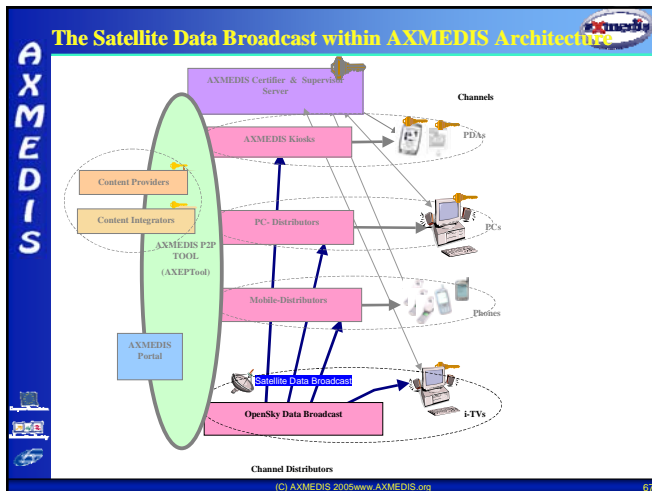 The Satellite Data Broadcast within AXMEDIS Architecture
axmedis
AXMEDIS
AXMEDIS Certifier & Supervisor
Server
Channels
AXMEDIS Kiosks
PDAs
Content Providers
Content Integrators
PC- Distributors
PCs
AXMEDIS P2P
TOOL
(AXEPTool)
Mobile-Distributors
Phones
AXMEDIS
Portal
Satellite Data Broadcast
OpenSky Data Broadcast
i-TVs
Channel Distributors
(C) AXMEDIS 2005www.AXMEDIS.org
67